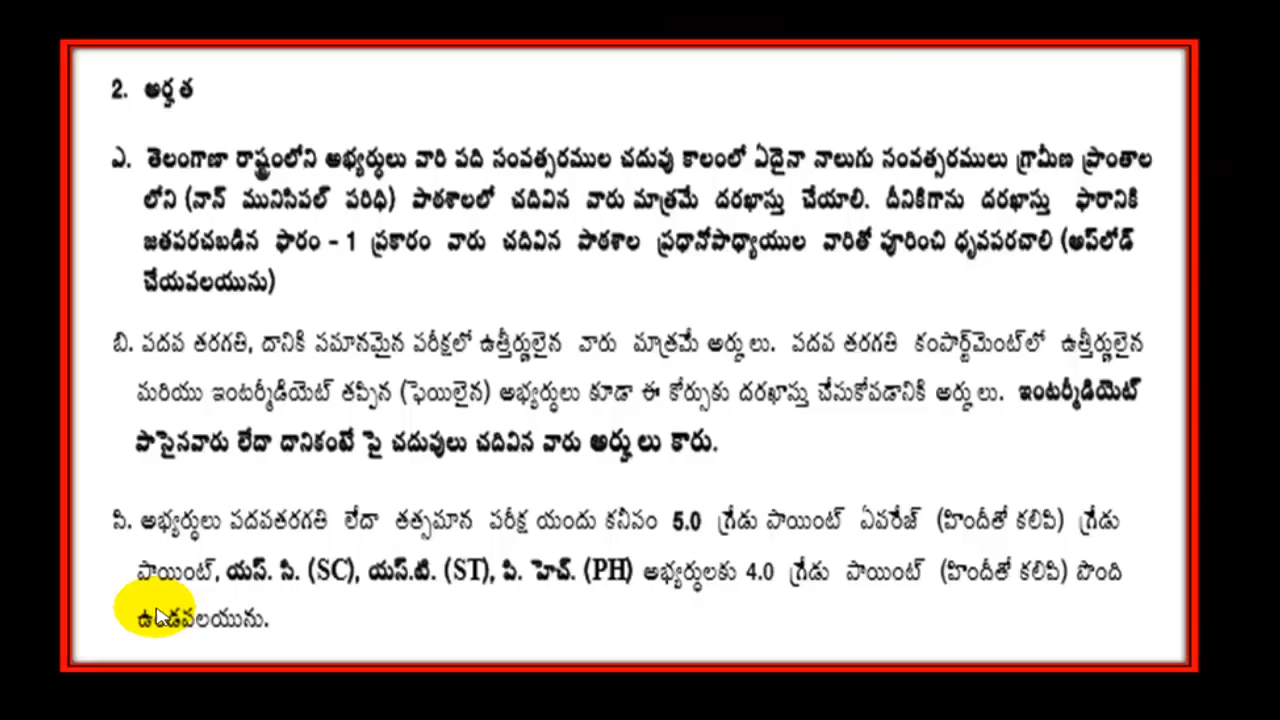 2. అర్హత
ఎ. తెలంగాణా రాష్ట్రంలోని అభ్యర్థులు వారి పది సంవత్సరముల చదువు కాలంలో ఏదైనా నాలుగు సంవత్సరములు గ్రామీణ ప్రాంతాల
లోని (నాన్ మునిసిపల్ పరిధి) పాఠశాలలో చదివిన వారు మాత్రమే దరఖాస్తు చేయాలి. దీనికిగాను దరఖాస్తు ఫారానికి
జతపరచబడిన ఫారం - 1 ప్రకారం వారు చదివిన పాఠశాల ప్రధానోపాధ్యాయుల వారితో పూరించి ధృవపరచాలి (అప్‌లోడ్
చేయవలయును)
బి. పదవ తరగతి, దానికి సమానమైన పరీక్షలో ఉత్తీర్ణులైన వారు మాత్రమే అర్హులు. పదవ తరగతి కంపార్ట్‌మెంట్‌లో ఉత్తీర్ణులైన
మరియు ఇంటర్మీడియెట్ తప్పిన (ఫెయిలైన) అభ్యర్థులు కూడా ఈ కోర్సుకు దరఖాస్తు చేసుకోవడానికి అర్హులు. ఇంటర్మీడియెట్
పాసైనవారు లేదా దానికంటే పై చదువులు చదివిన వారు అర్హులు కారు.
సి. అభ్యర్థులు పదవతరగతి లేదా తత్సమాన పరీక్ష యందు కనీసం 5.0 గ్రేడు పాయింట్ ఏవరేజ్ (హిందీతో కలిపి) గ్రేడు
పాయింట్, యస్. సి. (SC), యస్.టి. (ST), పి. హెచ్. (PH) అభ్యర్థులకు 4.0 గ్రేడు పాయింట్ (హిందీతో కలిపి) పొంది
ఉండవలయును.